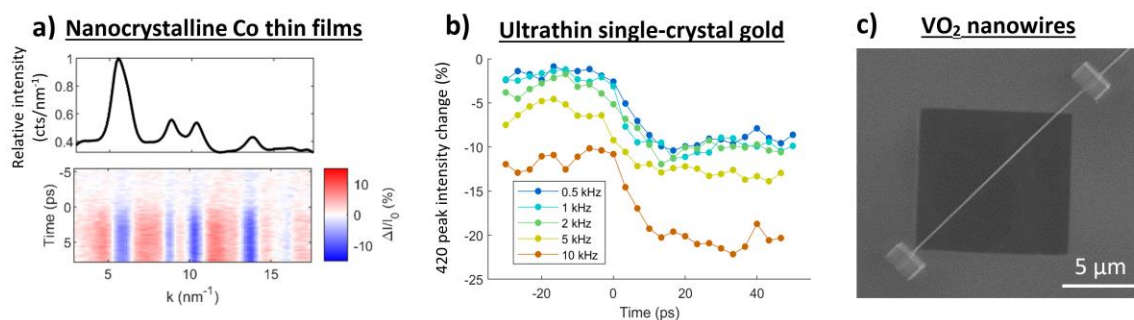 a) Nanocrystalline Co thin films
Relative intensity
(cts/nm⁻¹)
1
0.8
0.6
0.4
Time (ps)
-5
0
5
5
10
15
k (nm⁻¹)
10
0
-10
ΔI/I₀ (%)
b) Ultrathin single-crystal gold
420 peak intensity change (%)
0
-5
-10
-15
-20
-25
0.5 kHz
1 kHz
2 kHz
5 kHz
10 kHz
-20
0
20
40
Time (ps)
c) VO₂ nanowires
5 µm